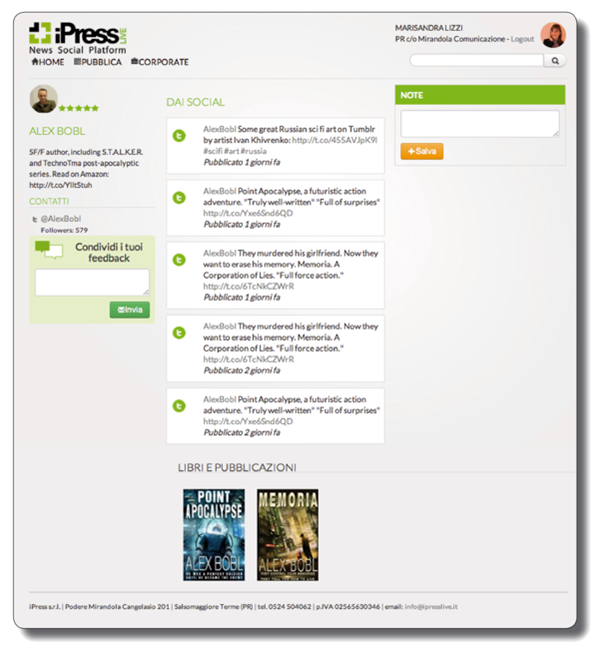 iPress LIVE
News Social Platform
HOME PUBBLICA CORPORATE
MARISANDRA LIZZI
PR c/o Mirandola Comunicazione - Logout
ALEX BOBL
SF/F author, including S.T.A.L.K.E.R.
and TechnoTma post-apocalyptic
series. Read on Amazon:
http://t.co/YIltStuh
CONTATTI
@AlexBobl
Followers: 579
Condividi i tuoi
feedback
Invia
DAI SOCIAL
AlexBobl Some great Russian sci fi art on Tumblr
by artist Ivan Khivrenko: http://t.co/455AVJpK9I
#scifi #art #russia
Pubblicato 1 giorni fa
AlexBobl Point Apocalypse, a futuristic action
adventure. "Truly well-written" "Full of surprises"
http://t.co/Yxe6Snd6QD
Pubblicato 1 giorni fa
AlexBobl They murdered his girlfriend. Now they
want to erase his memory. Memoria. A
Corporation of Lies. "Full force action."
http://t.co/6TcNkCZWrR
Pubblicato 1 giorni fa
AlexBobl They murdered his girlfriend. Now they
want to erase his memory. Memoria. A
Corporation of Lies. "Full force action."
http://t.co/6TcNkCZWrR
Pubblicato 2 giorni fa
AlexBobl Point Apocalypse, a futuristic action
adventure. "Truly well-written" "Full of surprises"
http://t.co/Yxe6Snd6QD
Pubblicato 2 giorni fa
NOTE
Salva
LIBRI E PUBBLICAZIONI
POINT
APOCALYPSE
ALEX BOBL
MEMORIA
ALEX BOBL
iPress s.r.l. | Podere Mirandola Cangelasio 201 | Salsomaggiore Terme (PR) | tel. 0524 504062 | p.IVA 02565630346 | email: info@ipresslive.it